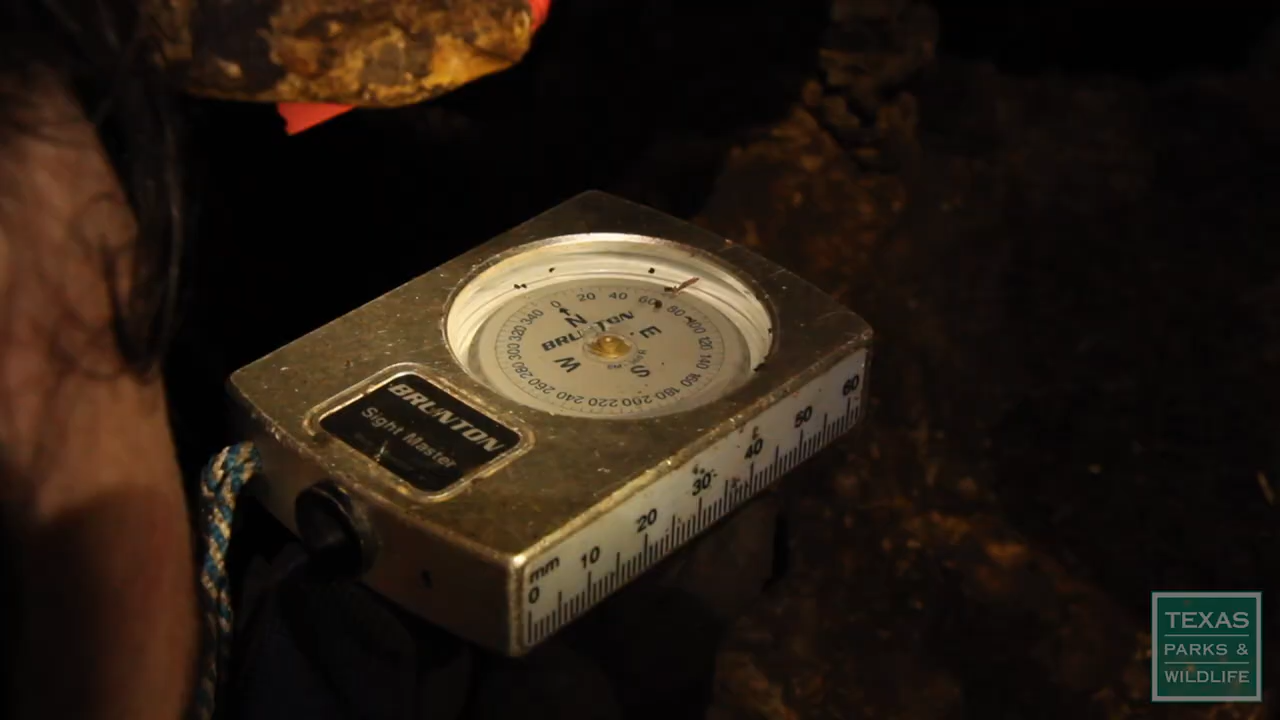 0 20 40 60 80 100 120 140 160 180 200 220 240 260 280 300 320 340
N E S W
BRUNTON
BRUNTON
Sight Master
mm
0 10 20 30 40 50 60
TEXAS
PARKS &
WILDLIFE